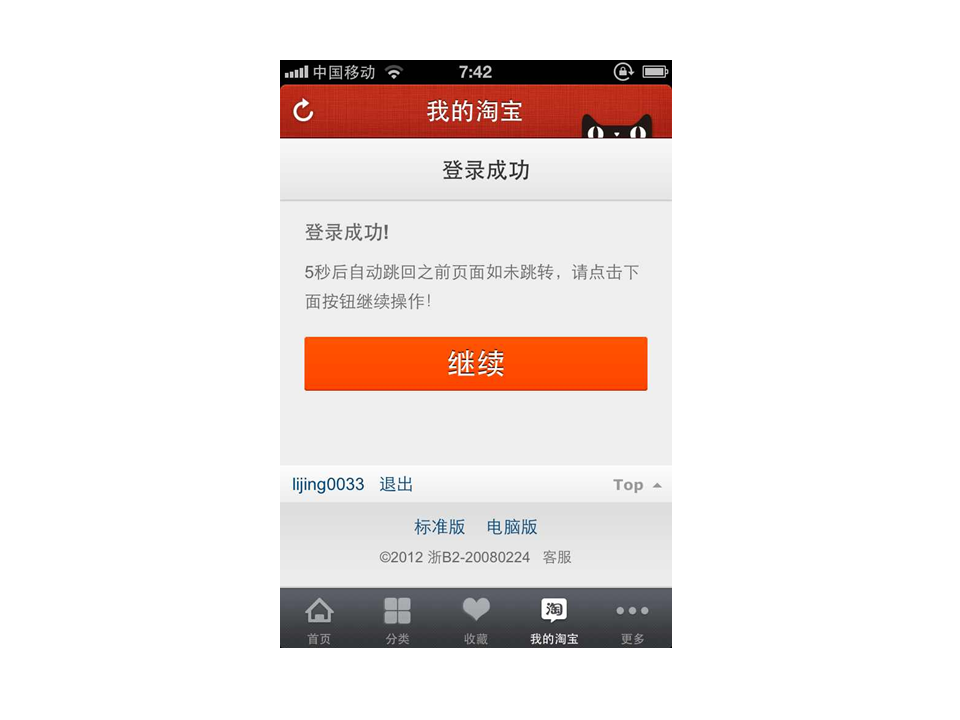 中国移动 7:42
我的淘宝
登录成功
登录成功!
5秒后自动跳回之前页面如未跳转，请点击下
面按钮继续操作!
继续
lijing0033 退出 Top
标准版 电脑版
©2012 浙B2-20080224 客服
淘
首页 分类 收藏 我的淘宝 更多